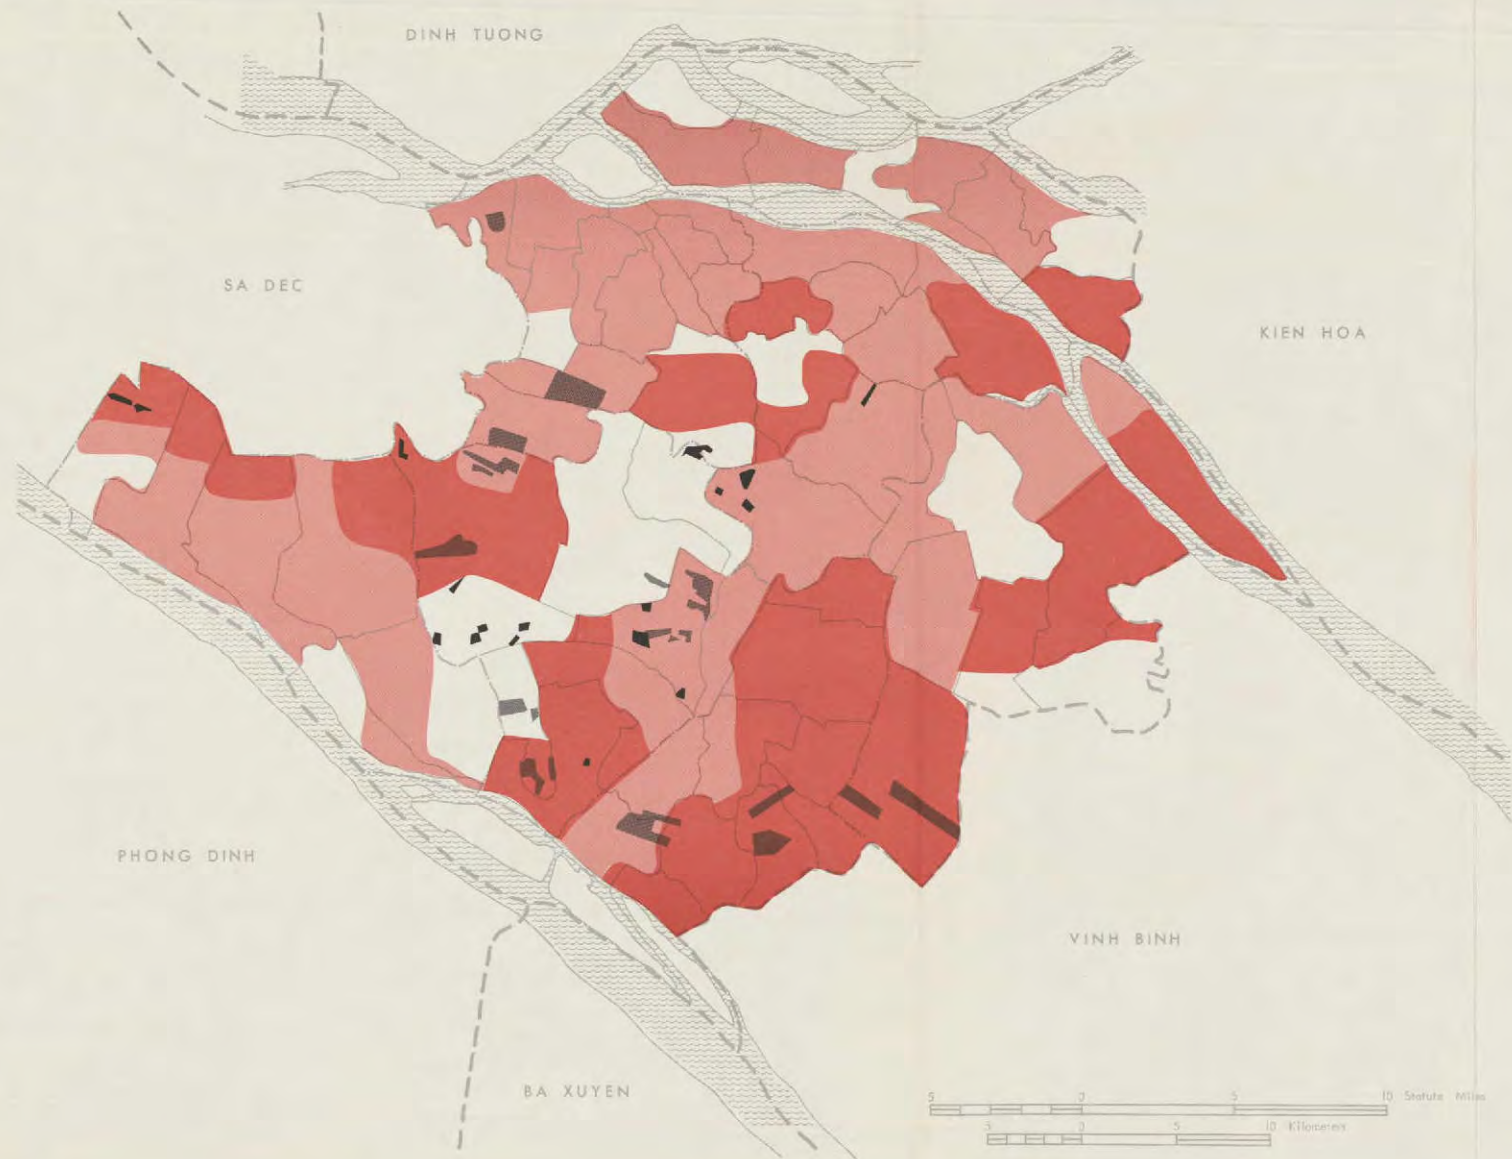 DINH TUONG
SA DEC
KIEN HOA
PHONG DINH
VINH BINH
BA XUYEN
5 0 5 10 Statute Miles
5 0 5 10 Kilometers